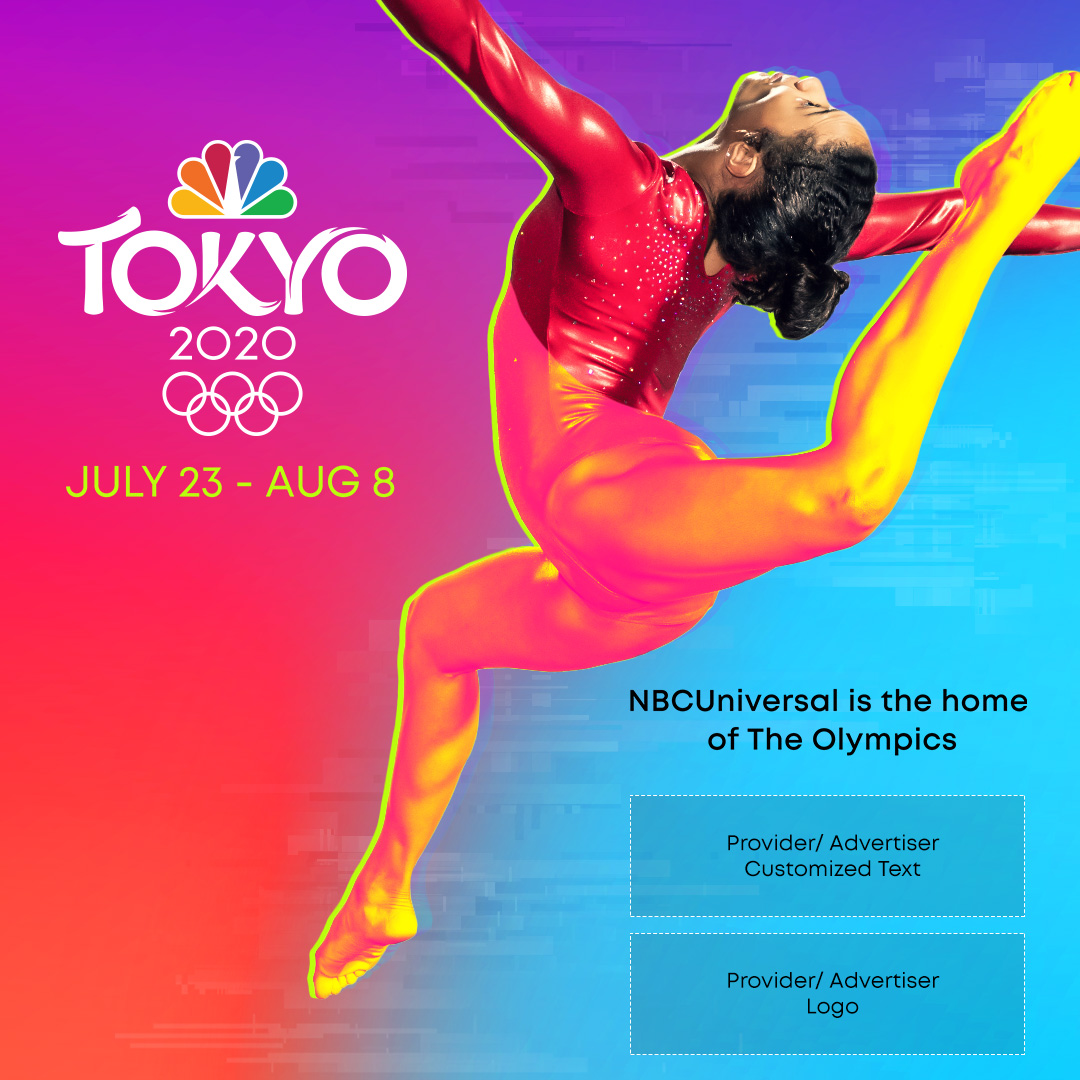 TOKYO
2020
JULY 23 - AUG 8
NBCUniversal is the home
of The Olympics
Provider/ Advertiser
Customized Text
Provider/ Advertiser
Logo